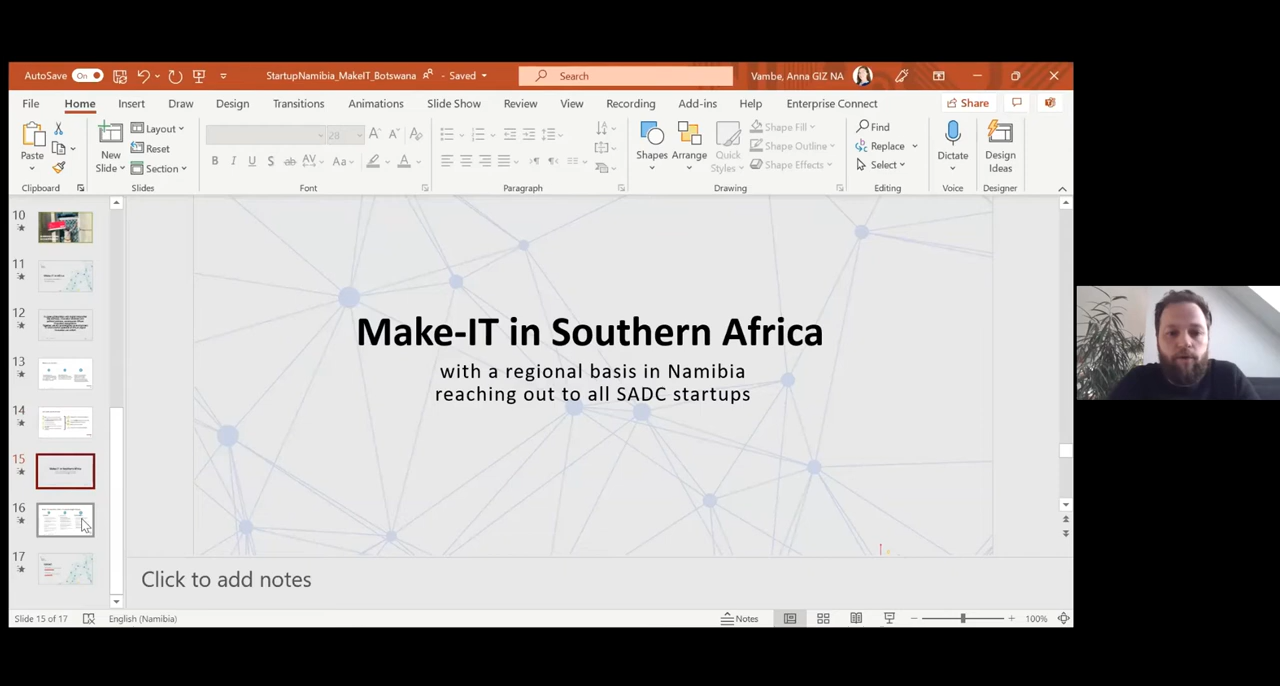 AutoSave On StartupNamibia_MakeIT_Botswana - Saved Search Vambe, Anna GIZ NA
File Home Insert Draw Design Transitions Animations Slide Show Review View Recording Add-ins Help Enterprise Connect Share
Paste
New
Slide
Layout
Reset
Section
28
B I U S ab AV Aa A
Shapes
Arrange
Quick
Styles
Shape Fill
Shape Outline
Shape Effects
Find
Replace
Select
Dictate
Design
Ideas
Clipboard Slides Font Paragraph Drawing Editing Voice Designer
10
11
12
13
14
15
16
17
Make-IT in Southern Africa
with a regional basis in Namibia
reaching out to all SADC startups
Click to add notes
Slide 15 of 17 English (Namibia) Notes 100%